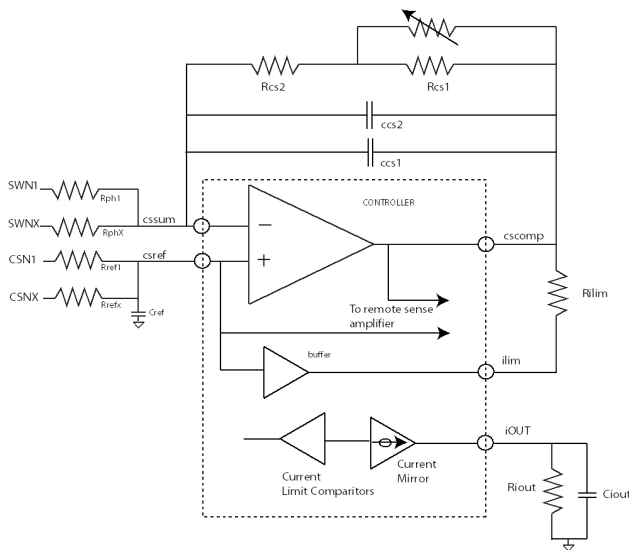 Rcs2
Rcs1
ccs2
ccs1
SWN1
Rph1
SWNX
RphX
cssum
CSN1
Rref1
csref
CSNX
Rrefx
Cref
CONTROLLER
cscomp
−
+
To remote sense
amplifier
Rilim
buffer
ilim
iOUT
Current
Limit Comparitors
Current
Mirror
Riout
Ciout